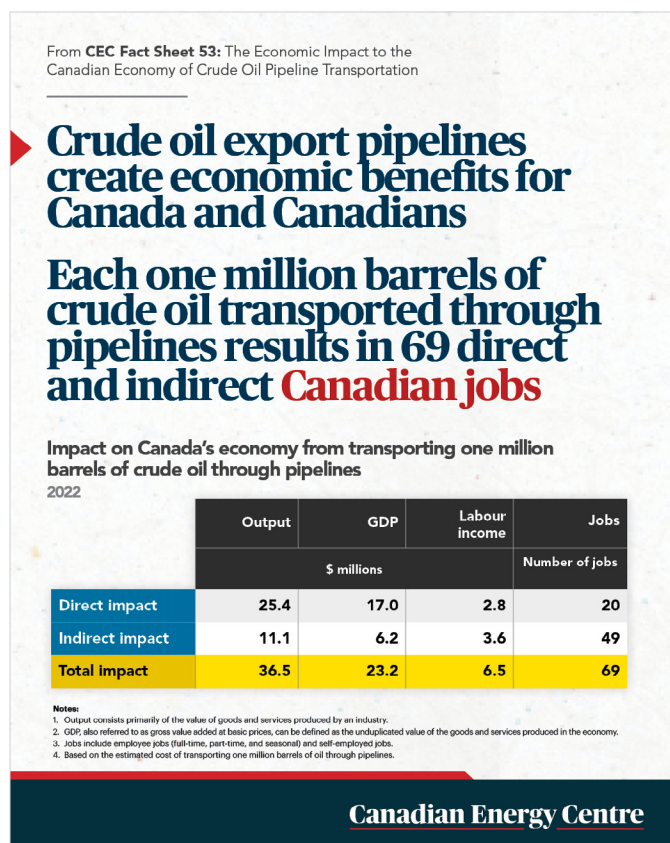 From CEC Fact Sheet 53: The Economic Impact to the
Canadian Economy of Crude Oil Pipeline Transportation
Crude oil export pipelines
create economic benefits for
Canada and Canadians
Each one million barrels of
crude oil transported through
pipelines results in 69 direct
and indirect Canadian jobs
Impact on Canada's economy from transporting one million
barrels of crude oil through pipelines
2022
Output GDP Labour income Jobs
$ millions Number of jobs
Direct impact 25.4 17.0 2.8 20
Indirect impact 11.1 6.2 3.6 49
Total impact 36.5 23.2 6.5 69
Notes:
1. Output consists primarily of the value of goods and services produced by an industry.
2. GDP, also referred to as gross value added at basic prices, can be defined as the unduplicated value of the goods and services produced in the economy.
3. Jobs include employee jobs (full-time, part-time, and seasonal) and self-employed jobs.
4. Based on the estimated cost of transporting one million barrels of oil through pipelines.
Canadian Energy Centre